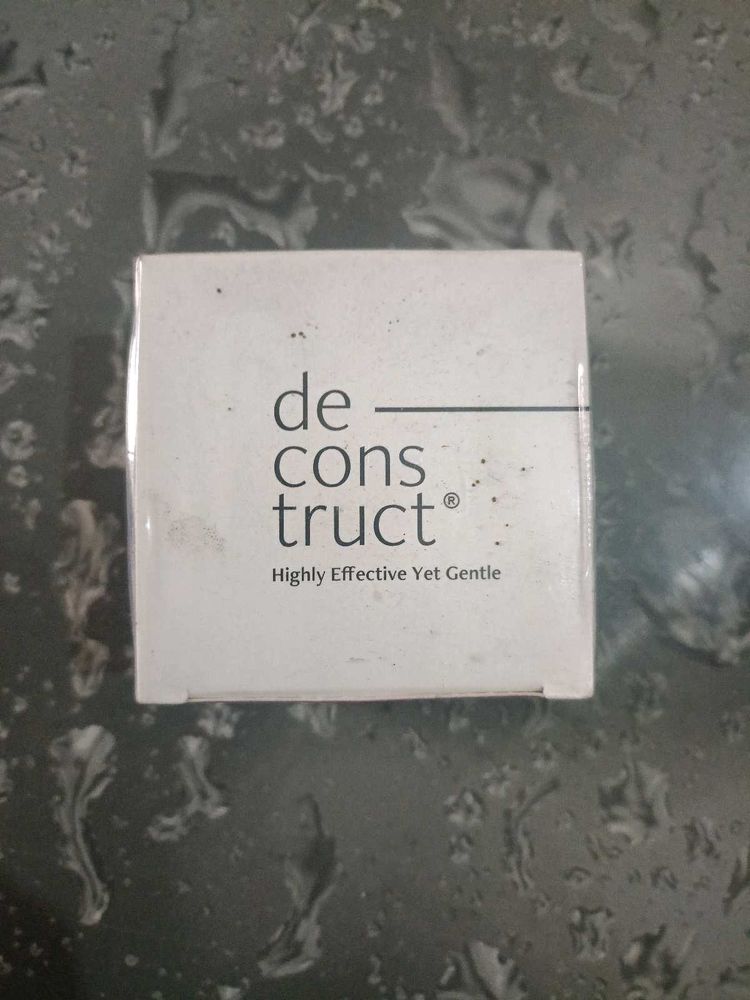 de
cons
truct®
Highly Effective Yet Gentle